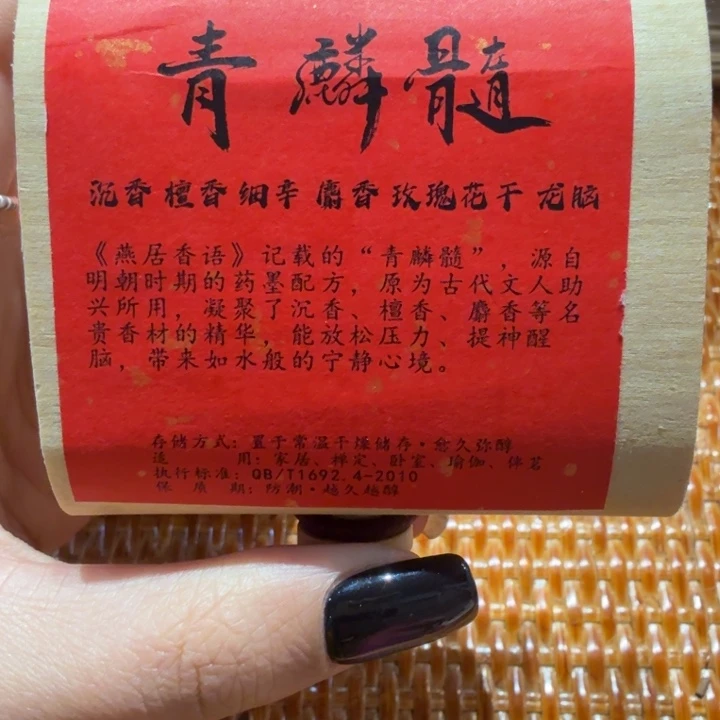 青麟髓
沉香 檀香 细辛 麝香 玫瑰花干 龙脑
《燕居香语》记载的“青麟髓”，源自
明朝时期的药墨配方，原为古代文人助
兴所用，凝聚了沉香、檀香、麝香等名
贵香材的精华，能放松压力、提神醒
脑，带来如水般的宁静心境。
存储方式：置于常温干燥储存·愈久弥醇
适 用：家居、禅定、卧室、瑜伽、伴茗
执行标准：QB/T1692.4-2010
保 质 期：防潮·越久越醇